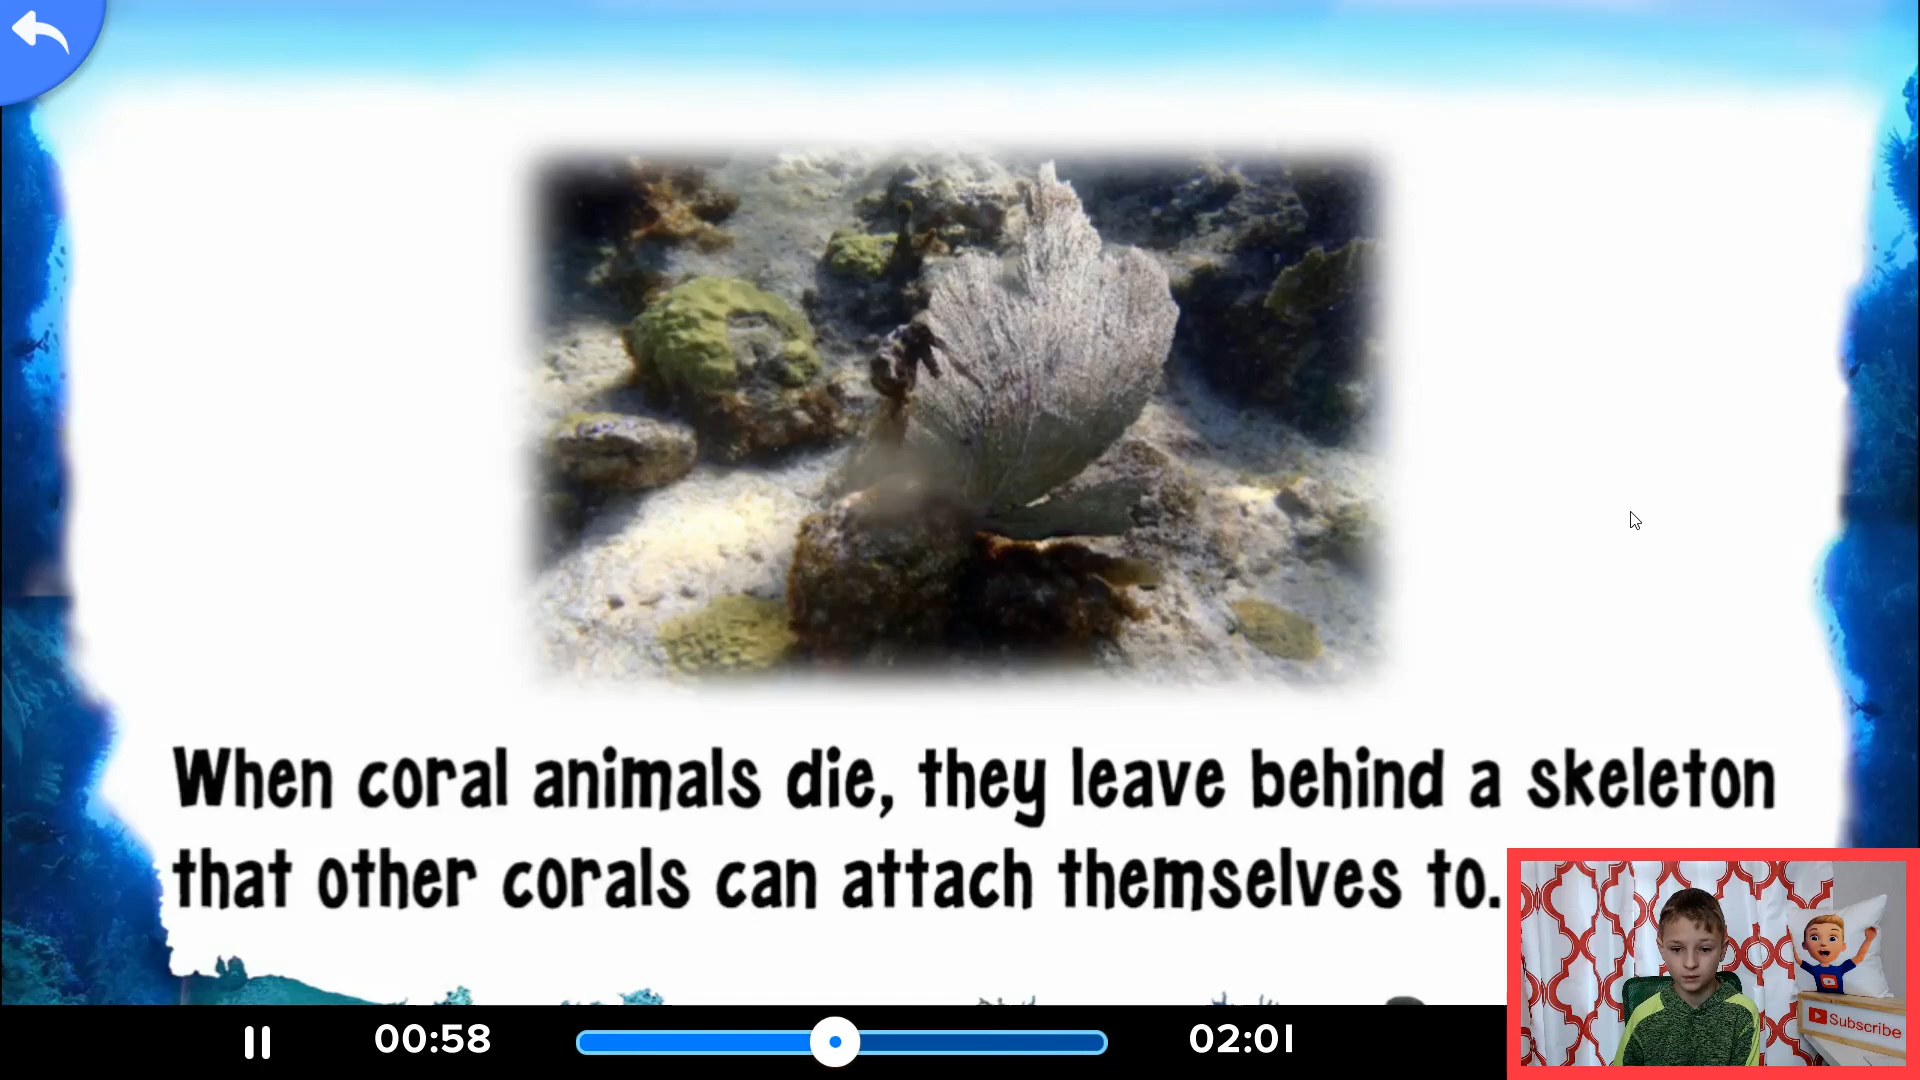 When coral animals die, they leave behind a skeleton
that other corals can attach themselves to.
00:58
02:01
Subscribe